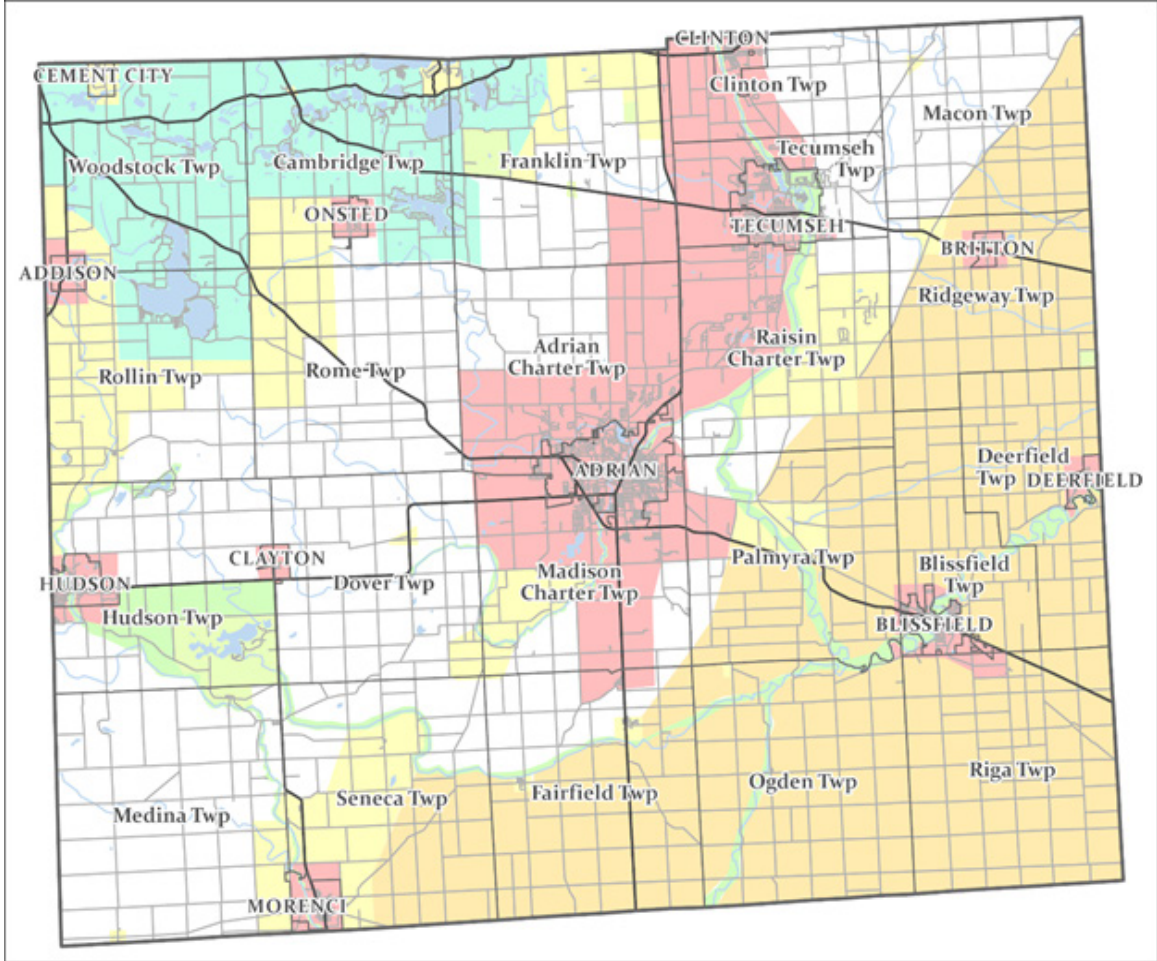 CLINTON
CEMENT CITY
Clinton Twp
Macon Twp
Woodstock Twp
Cambridge Twp
Franklin Twp
Tecumseh
Twp
ONSTED
TECUMSEH
BRITTON
ADDISON
Ridgeway Twp
Adrian
Charter Twp
Raisin
Charter Twp
Rollin Twp
Rome Twp
ADRIAN
Deerfield
Twp
DEERFIELD
CLAYTON
HUDSON
Dover Twp
Madison
Charter Twp
Palmyra Twp
Blissfield
Twp
Hudson Twp
BLISSFIELD
Medina Twp
Seneca Twp
Fairfield Twp
Ogden Twp
Riga Twp
MORENCI